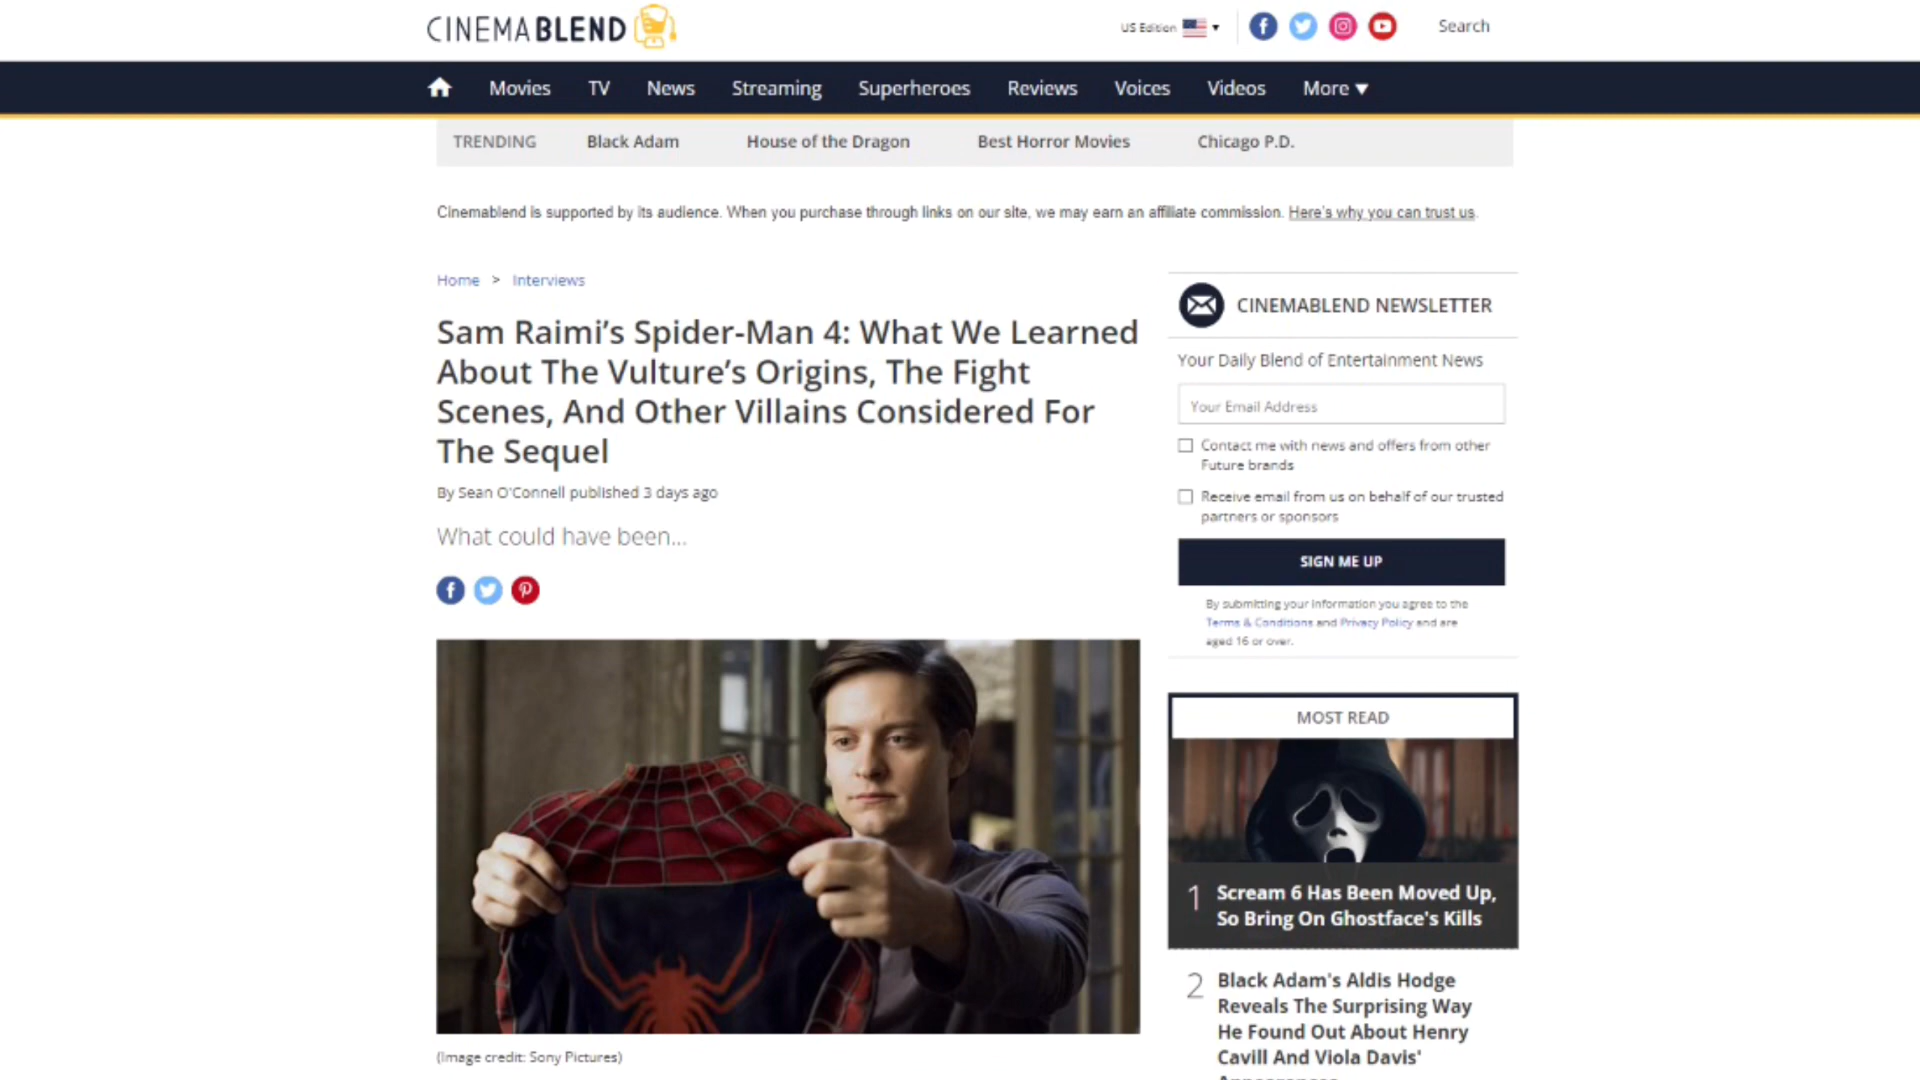 CINEMABLEND
US Edition
Search
Movies TV News Streaming Superheroes Reviews Voices Videos More
TRENDING Black Adam House of the Dragon Best Horror Movies Chicago P.D.
Cinemablend is supported by its audience. When you purchase through links on our site, we may earn an affiliate commission. Here's why you can trust us.
Home > Interviews
Sam Raimi's Spider-Man 4: What We Learned
About The Vulture's Origins, The Fight
Scenes, And Other Villains Considered For
The Sequel
By Sean O'Connell published 3 days ago
What could have been...
(Image credit: Sony Pictures)
CINEMABLEND NEWSLETTER
Your Daily Blend of Entertainment News
Your Email Address
Contact me with news and offers from other
Future brands
Receive email from us on behalf of our trusted
partners or sponsors
SIGN ME UP
By submitting your information you agree to the
Terms & Conditions and Privacy Policy and are
aged 16 or over.
MOST READ
1 Scream 6 Has Been Moved Up,
So Bring On Ghostface's Kills
2 Black Adam's Aldis Hodge
Reveals The Surprising Way
He Found Out About Henry
Cavill And Viola Davis'